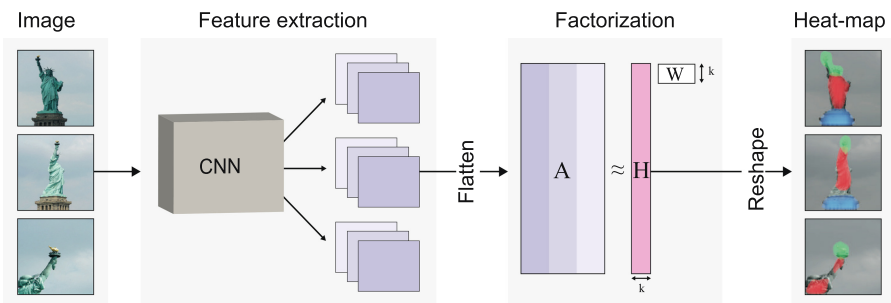 Image
Feature extraction
Factorization
Heat-map
CNN
Flatten
A
≈
H
W
k
k
Reshape